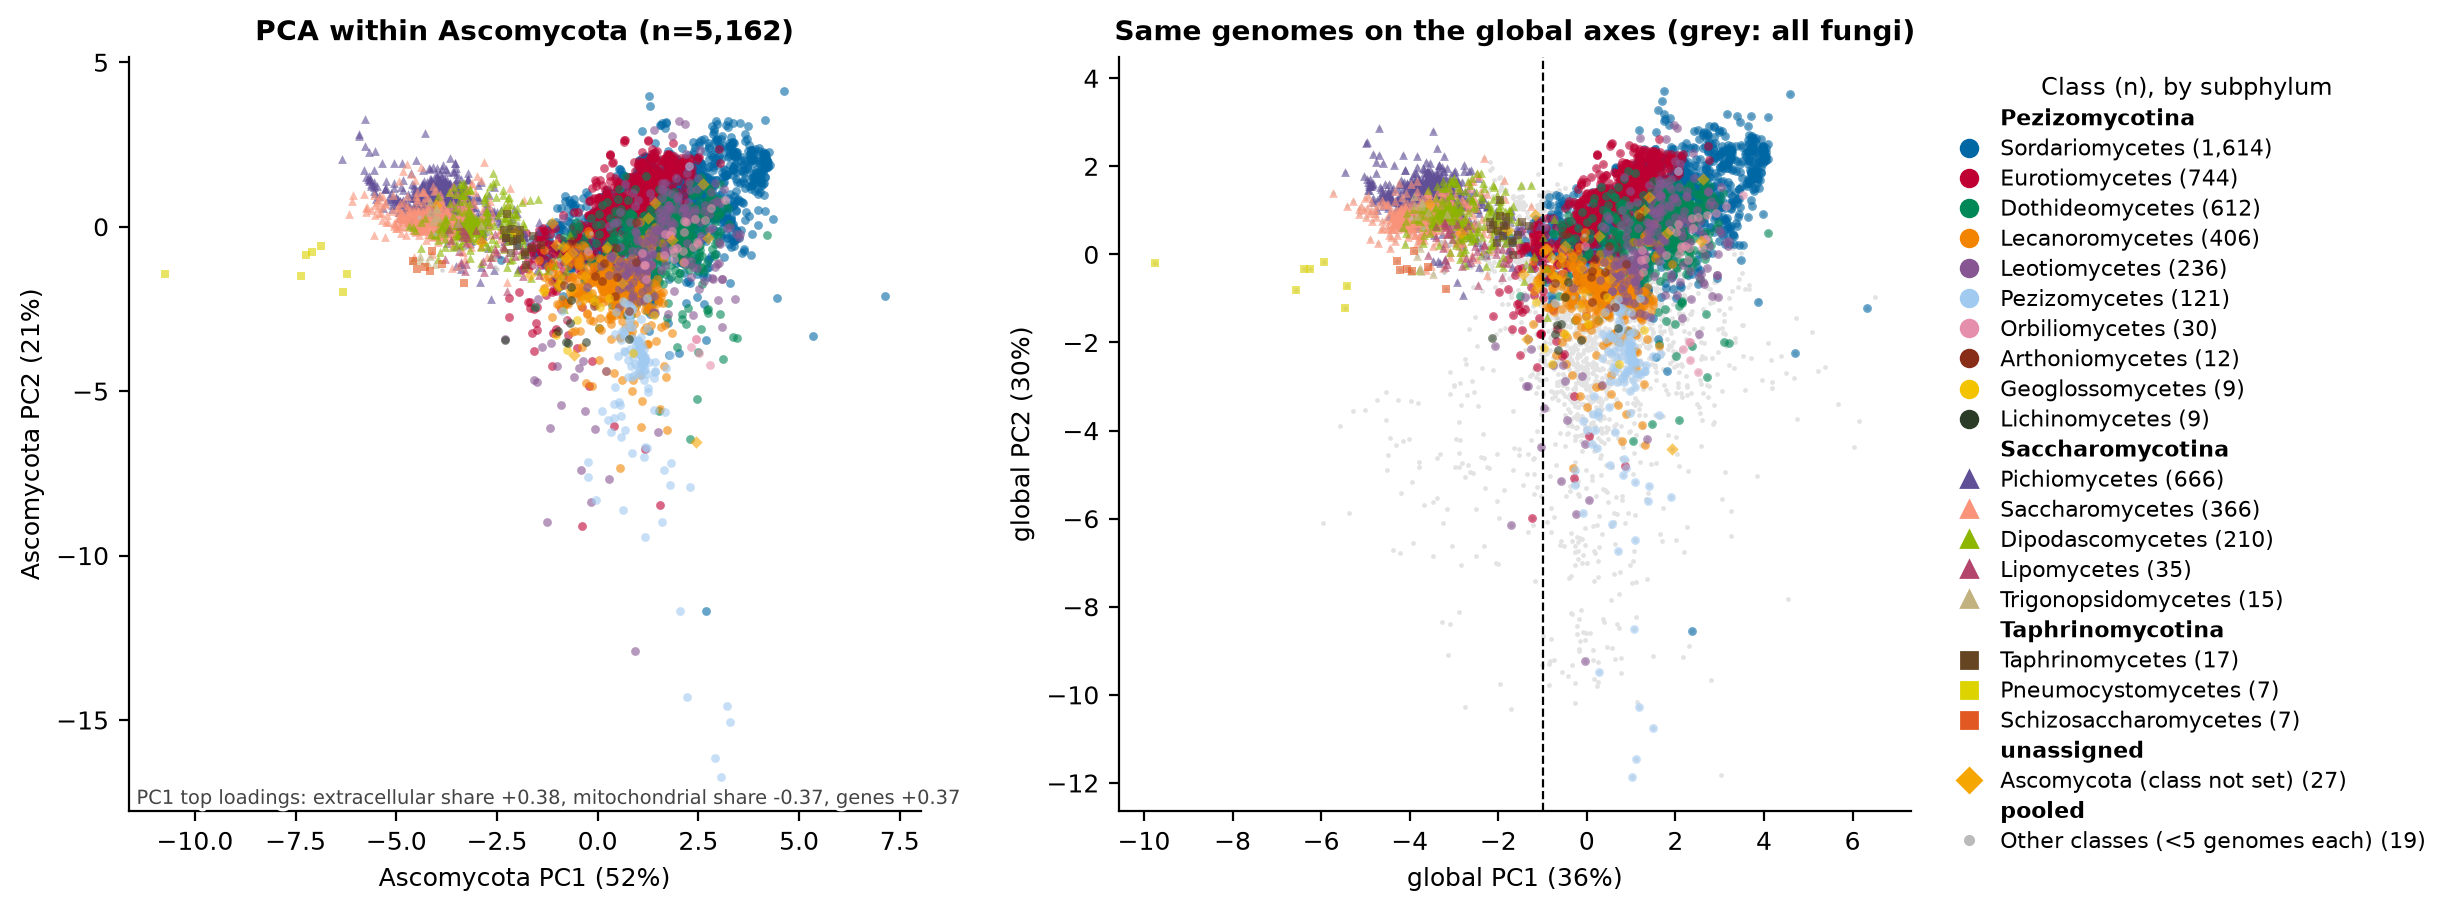 PCA within Ascomycota (n=5,162)
5
0
−5
−10
−15
Ascomycota PC2 (21%)
PC1 top loadings: extracellular share +0.38, mitochondrial share -0.37, genes +0.37
−10.0 −7.5 −5.0 −2.5 0.0 2.5 5.0 7.5
Ascomycota PC1 (52%)
Same genomes on the global axes (grey: all fungi)
4
2
0
−2
−4
−6
−8
−10
−12
global PC2 (30%)
−10 −8 −6 −4 −2 0 2 4 6
global PC1 (36%)
Class (n), by subphylum
Pezizomycotina
Sordariomycetes (1,614)
Eurotiomycetes (744)
Dothideomycetes (612)
Lecanoromycetes (406)
Leotiomycetes (236)
Pezizomycetes (121)
Orbiliomycetes (30)
Arthoniomycetes (12)
Geoglossomycetes (9)
Lichinomycetes (9)
Saccharomycotina
Pichiomycetes (666)
Saccharomycetes (366)
Dipodascomycetes (210)
Lipomycetes (35)
Trigonopsidomycetes (15)
Taphrinomycotina
Taphrinomycetes (17)
Pneumocystomycetes (7)
Schizosaccharomycetes (7)
unassigned
Ascomycota (class not set) (27)
pooled
Other classes (<5 genomes each) (19)